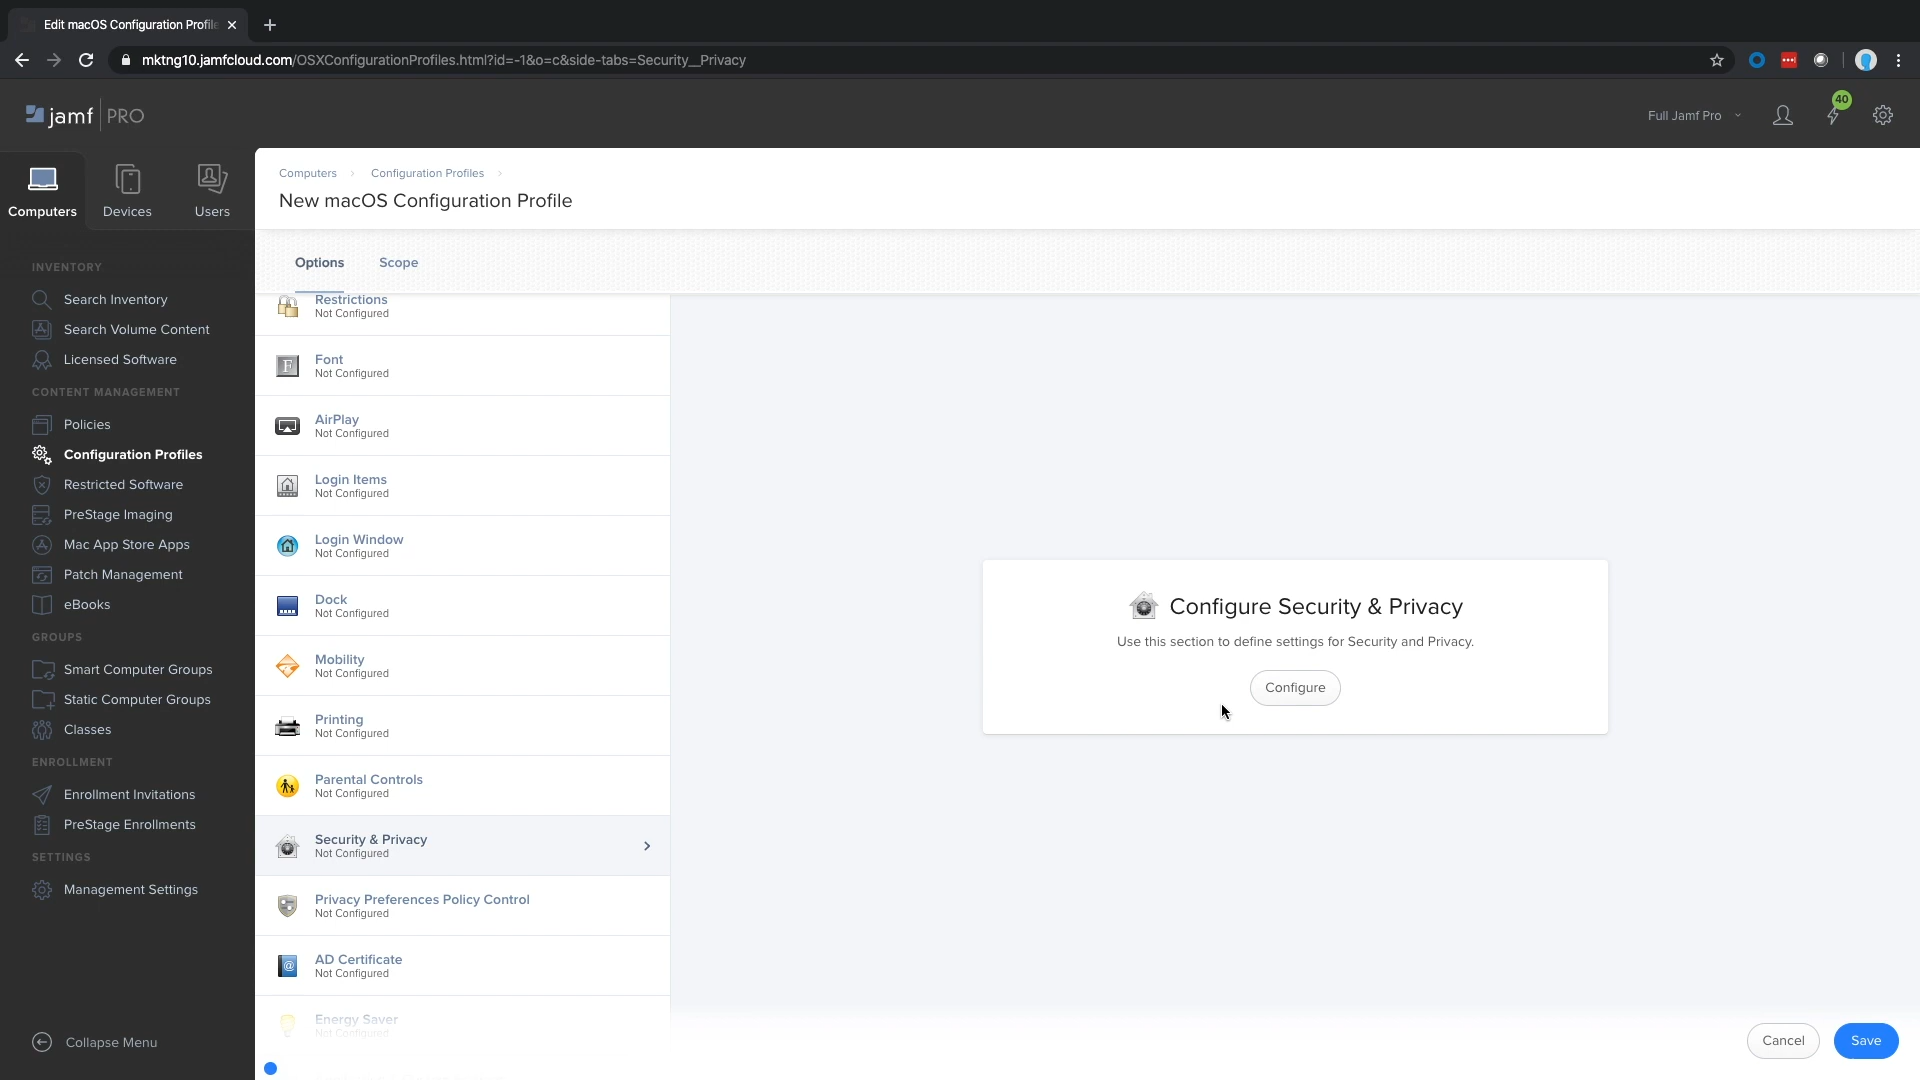 Edit macOS Configuration Profile
mktng10.jamfcloud.com/OSXConfigurationProfiles.html?id=-1&o=c&side-tabs=Security__Privacy
jamf PRO
Full Jamf Pro
40
Computers
Devices
Users
INVENTORY
Search Inventory
Search Volume Content
Licensed Software
CONTENT MANAGEMENT
Policies
Configuration Profiles
Restricted Software
PreStage Imaging
Mac App Store Apps
Patch Management
eBooks
GROUPS
Smart Computer Groups
Static Computer Groups
Classes
ENROLLMENT
Enrollment Invitations
PreStage Enrollments
SETTINGS
Management Settings
Collapse Menu
Computers > Configuration Profiles >
New macOS Configuration Profile
Options
Scope
Restrictions
Not Configured
Font
Not Configured
AirPlay
Not Configured
Login Items
Not Configured
Login Window
Not Configured
Dock
Not Configured
Mobility
Not Configured
Printing
Not Configured
Parental Controls
Not Configured
Security & Privacy
Not Configured
Privacy Preferences Policy Control
Not Configured
AD Certificate
Not Configured
Energy Saver
Not Configured
Configure Security & Privacy
Use this section to define settings for Security and Privacy.
Configure
Cancel
Save